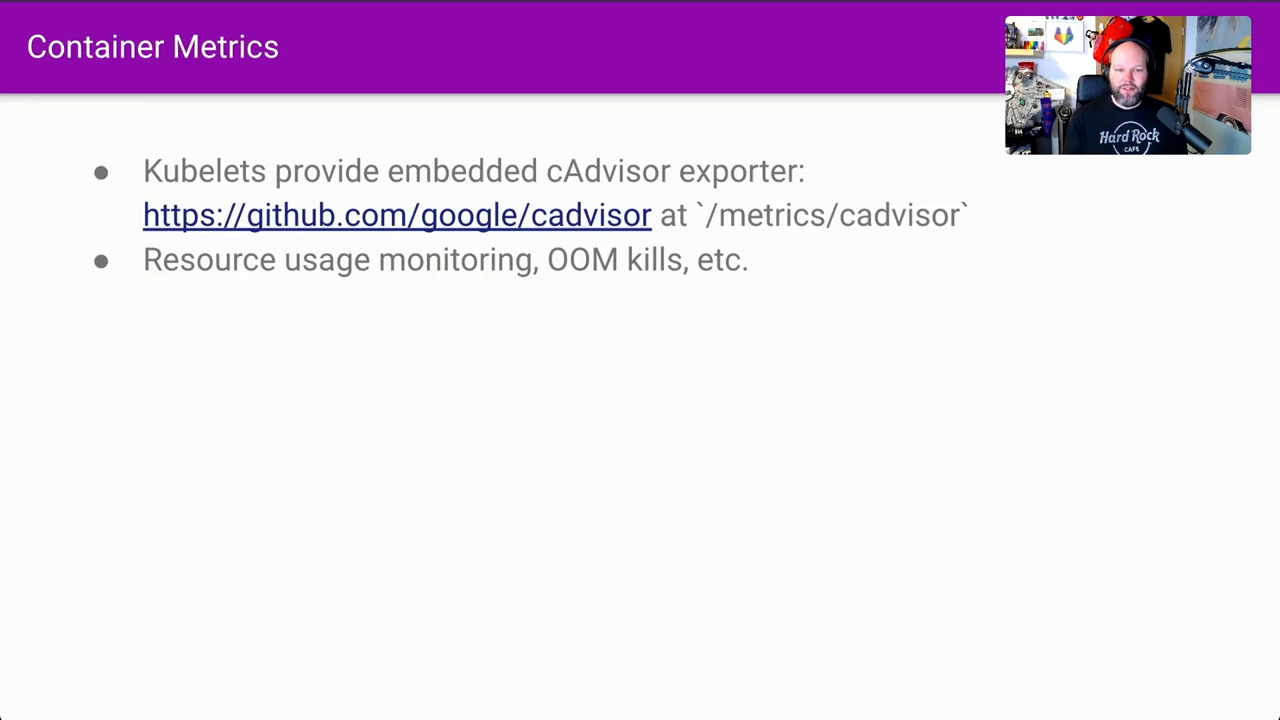 Container Metrics
Hard Rock
CAFE
● Kubelets provide embedded cAdvisor exporter:
https://github.com/google/cadvisor at `/metrics/cadvisor`
● Resource usage monitoring, OOM kills, etc.